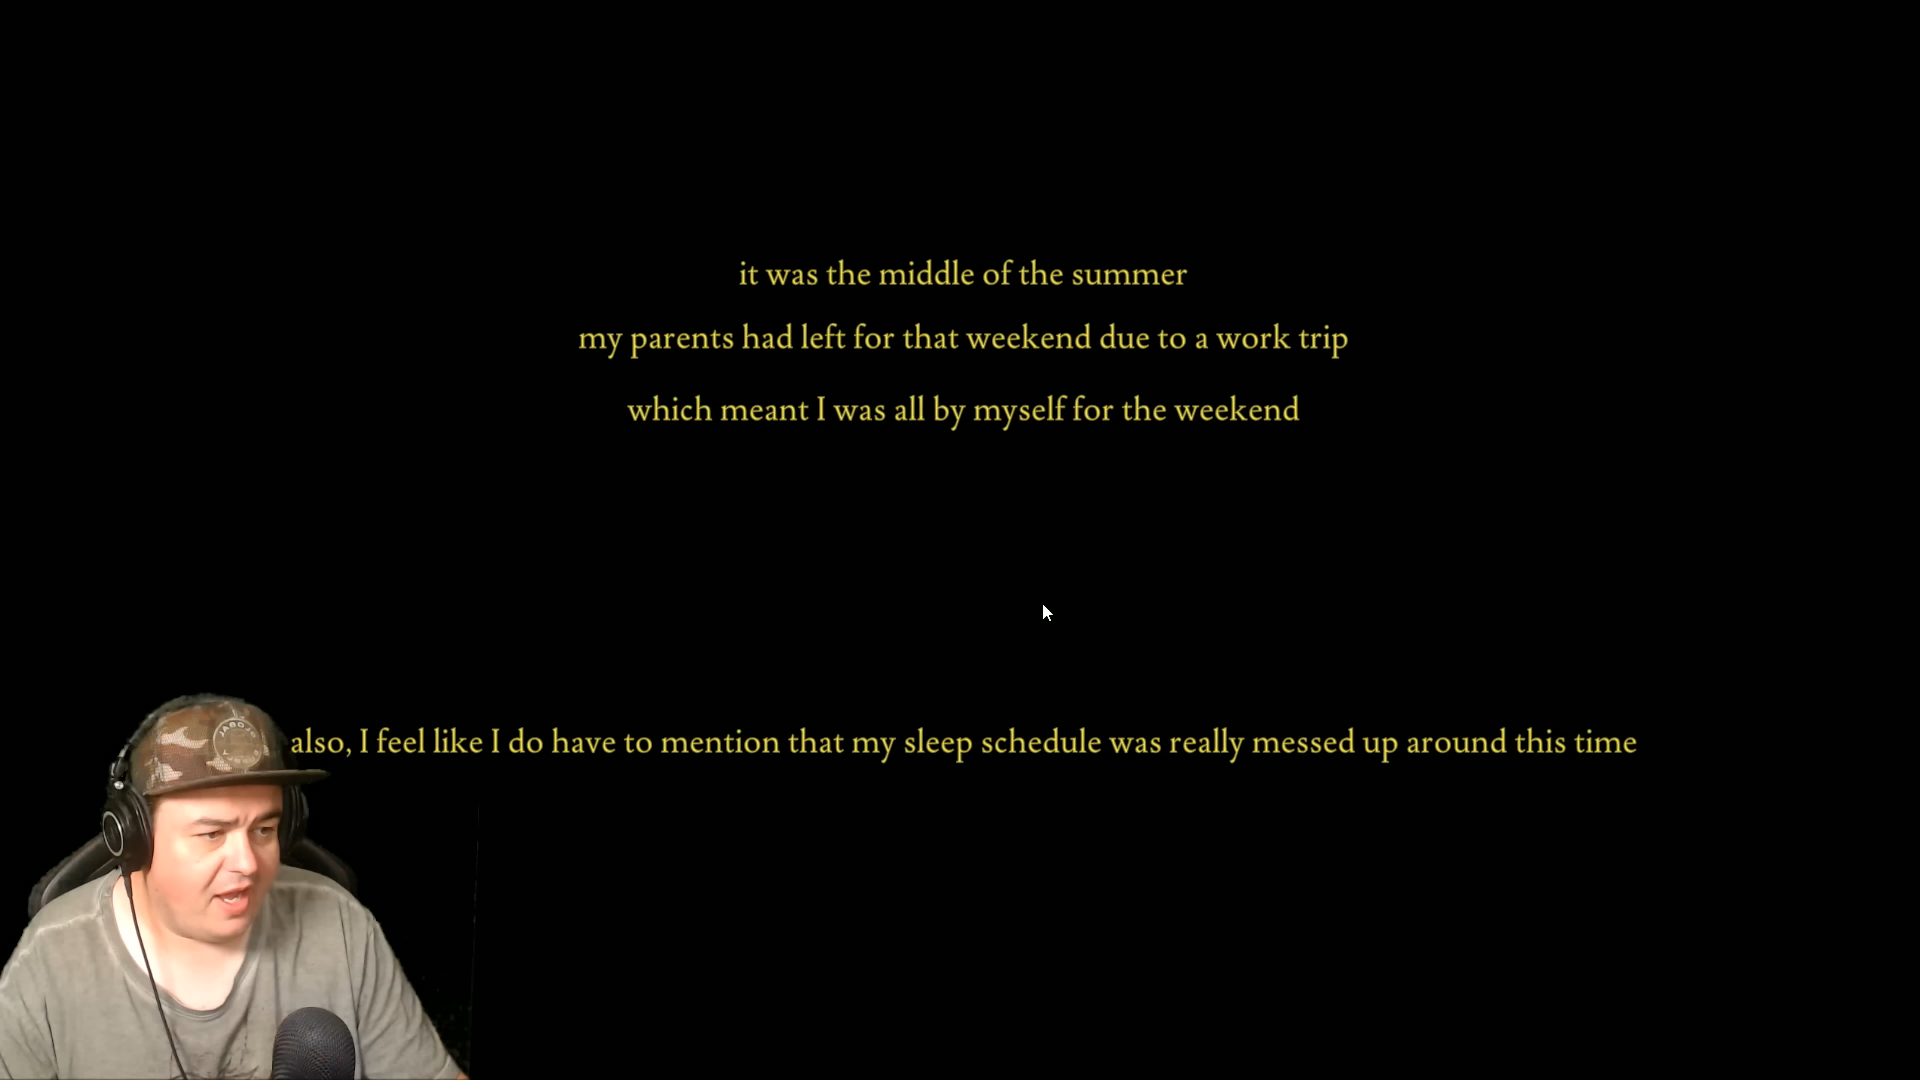 it was the middle of the summer
my parents had left for that weekend due to a work trip
which meant I was all by myself for the weekend
also, I feel like I do have to mention that my sleep schedule was really messed up around this time